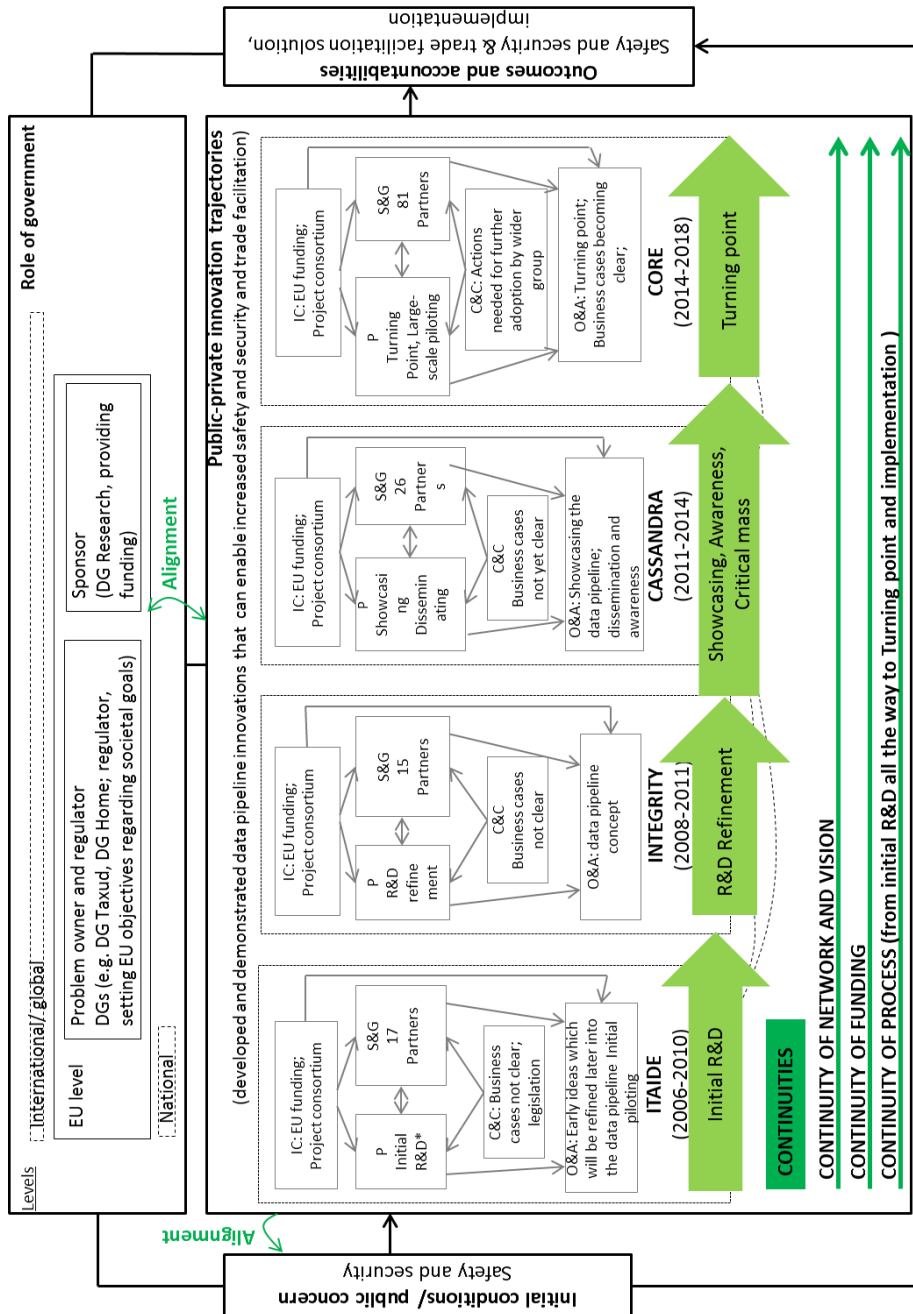 Levels
International/ global
Role of government
EU level
Problem owner and regulator
DGs (e.g. DG Taxud, DG Home; regulator,
setting EU objectives regarding societal goals)
Sponsor
(DG Research, providing
funding)
National
Alignment
Alignment
Initial conditions/ public concern
Safety and security
Public-private innovation trajectories
(developed and demonstrated data pipeline innovations that can enable increased safety and security and trade facilitation)
IC: EU funding;
Project consortium
P
Initial
R&D*
S&G
17
Partners
C&C: Business
cases not clear;
legislation
O&A: Early ideas which
will be refined later into
the data pipeline Initial
piloting
ITAIDE
(2006-2010)
Initial R&D
IC: EU funding;
Project consortium
P
R&D
refine
ment
S&G
15
Partners
C&C
Business cases
not clear
O&A: data pipeline
concept
INTEGRITY
(2008-2011)
R&D Refinement
IC: EU funding;
Project consortium
P
Showcasi
ng
Dissemin
ating
S&G
26
Partner
s
C&C
Business cases
not yet clear
O&A: Showcasing the
data pipeline;
dissemination and
awareness
CASSANDRA
(2011-2014)
Showcasing, Awareness,
Critical mass
IC: EU funding;
Project consortium
P
Turning
Point, Large-
scale piloting
S&G
81
Partners
C&C: Actions
needed for further
adoption by wider
group
O&A: Turning point;
Business cases becoming
clear;
CORE
(2014-2018)
Turning point
CONTINUITIES
CONTINUITY OF NETWORK AND VISION
CONTINUITY OF FUNDING
CONTINUITY OF PROCESS (from initial R&D all the way to Turning point and implementation )
Outcomes and accountabilities
Safety and security & trade facilitation solution,
implementation